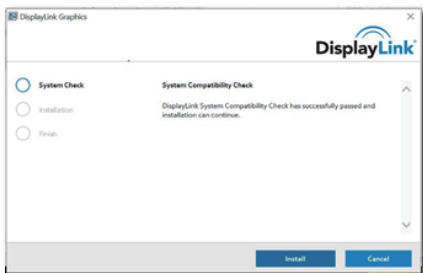 DisplayLink Graphics
DisplayLink
System Check
Installation
Finish
System Compatibility Check
DisplayLink System Compatibility Check has successfully passed and
installation can continue.
Install
Cancel